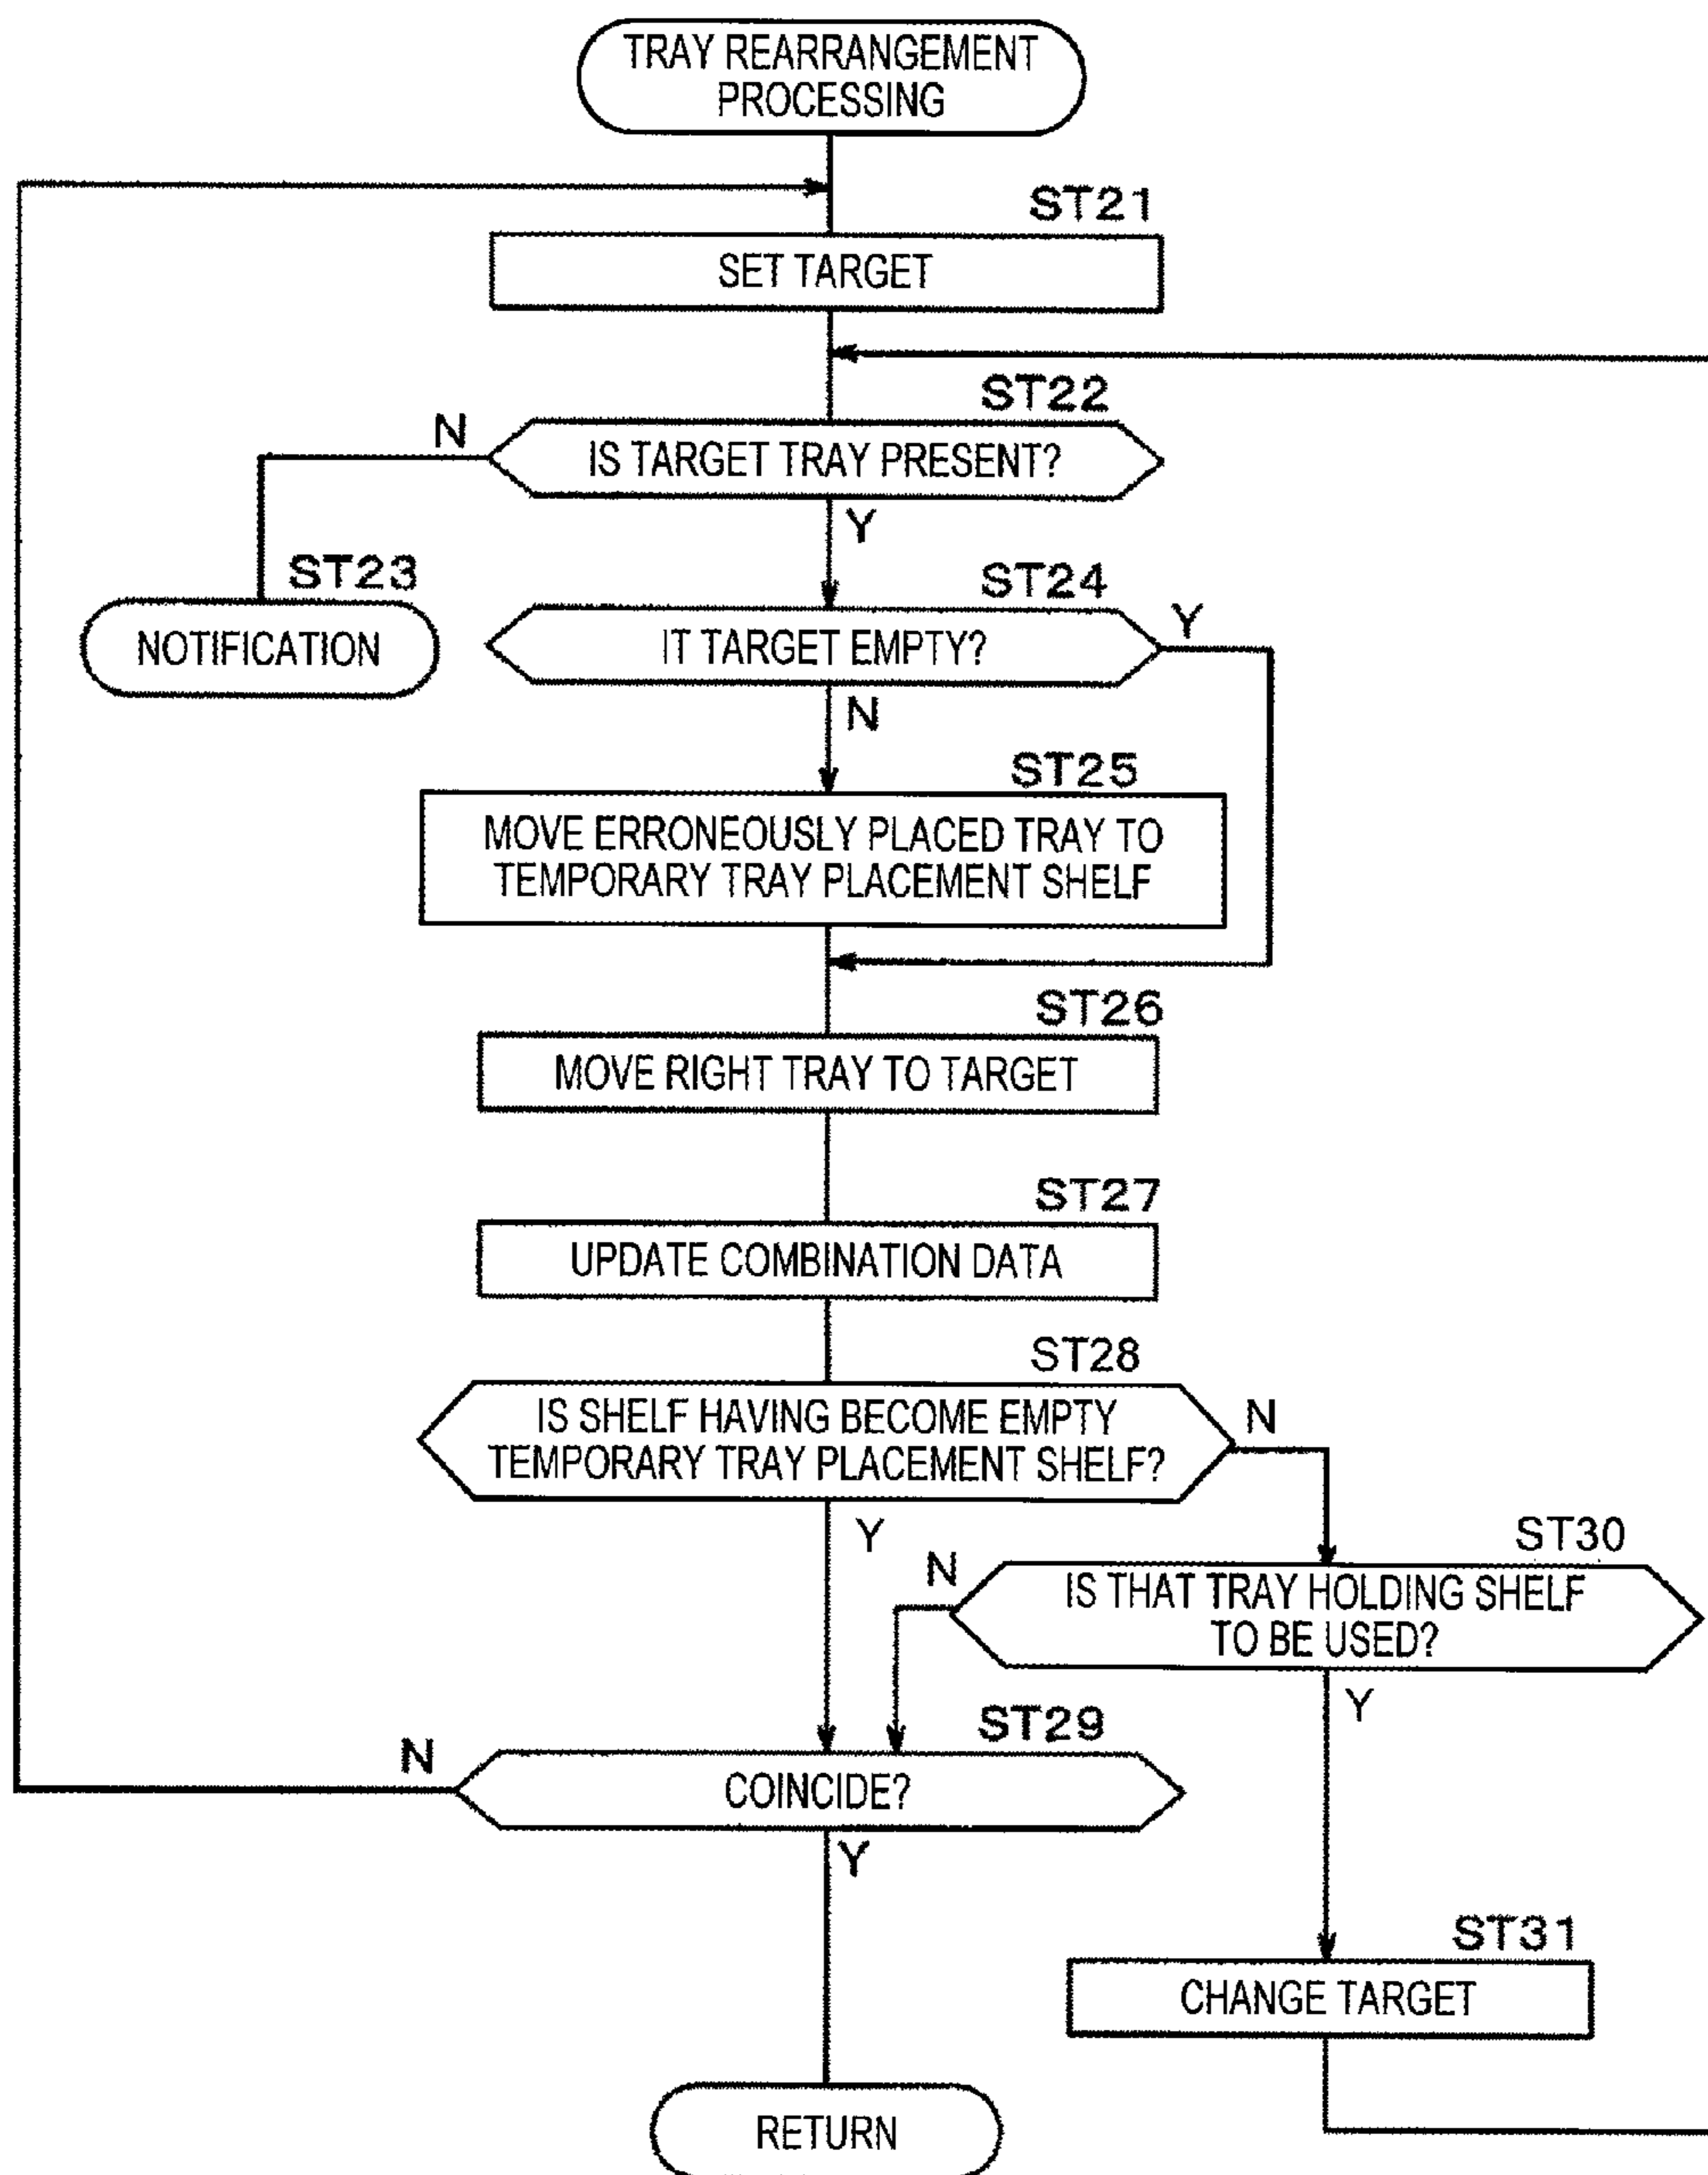 TRAY REARRANGEMENT
PROCESSING
ST21
SET TARGET
ST22
N
IS TARGET TRAY PRESENT?
Y
ST23
NOTIFICATION
ST24
Y
IT TARGET EMPTY?
N
ST25
MOVE ERRONEOUSLY PLACED TRAY TO
TEMPORARY TRAY PLACEMENT SHELF
ST26
MOVE RIGHT TRAY TO TARGET
ST27
UPDATE COMBINATION DATA
ST28
IS SHELF HAVING BECOME EMPTY
TEMPORARY TRAY PLACEMENT SHELF?
N
Y
ST30
N
IS THAT TRAY HOLDING SHELF
TO BE USED?
Y
ST29
N
COINCIDE?
Y
ST31
CHANGE TARGET
RETURN